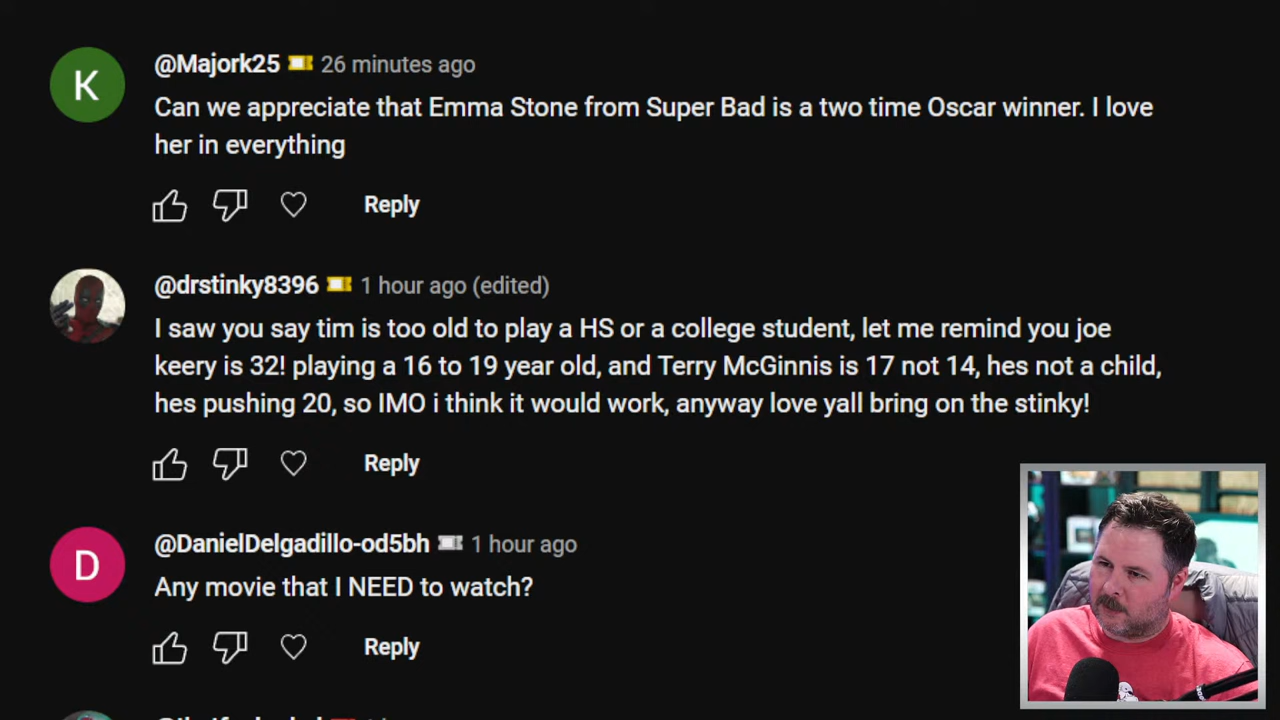 @Majork25 26 minutes ago
Can we appreciate that Emma Stone from Super Bad is a two time Oscar winner. I love
her in everything
Reply
@drstinky8396 1 hour ago (edited)
I saw you say tim is too old to play a HS or a college student, let me remind you joe
keery is 32! playing a 16 to 19 year old, and Terry McGinnis is 17 not 14, hes not a child,
hes pushing 20, so IMO i think it would work, anyway love yall bring on the stinky!
Reply
@DanielDelgadillo-od5bh 1 hour ago
Any movie that I NEED to watch?
Reply